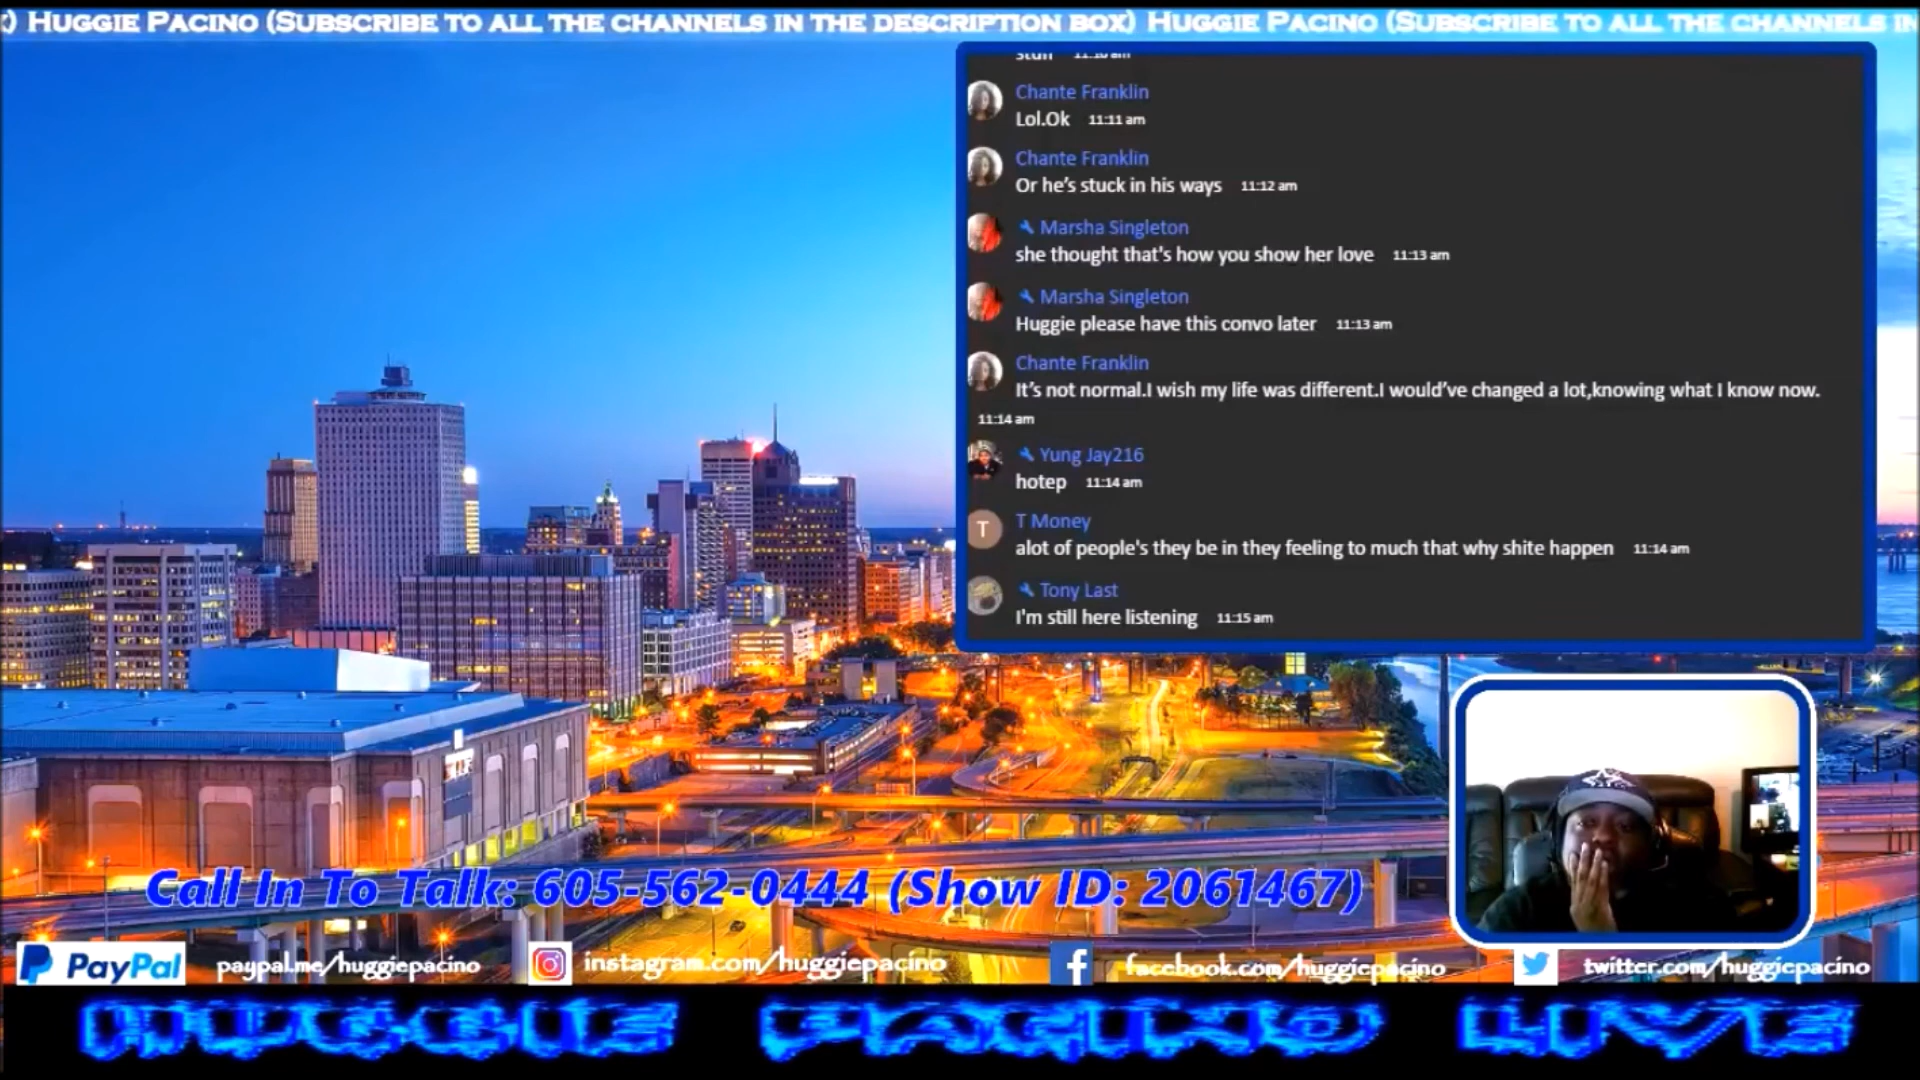 ) Huggie Pacino (Subscribe to all the channels in the description box) Huggie Pacino (Subscribe to all the channels in
stuff 11:10 am
Chante Franklin
Lol.Ok 11:11 am
Chante Franklin
Or he's stuck in his ways 11:12 am
Marsha Singleton
she thought that's how you show her love 11:13 am
Marsha Singleton
Huggie please have this convo later 11:13 am
Chante Franklin
It's not normal.I wish my life was different.I would've changed a lot,knowing what I know now.
11:14 am
Yung Jay216
hotep 11:14 am
T Money
T
alot of people's they be in they feeling to much that why shite happen 11:14 am
Tony Last
I'm still here listening 11:15 am
Call In To Talk: 605-562-0444 (Show ID: 2061467)
PayPal paypal.me/huggiepacino instagram.com/huggiepacino facebook.com/huggiepacino twitter.com/huggiepacino
HUGGIE PACINO LIVE